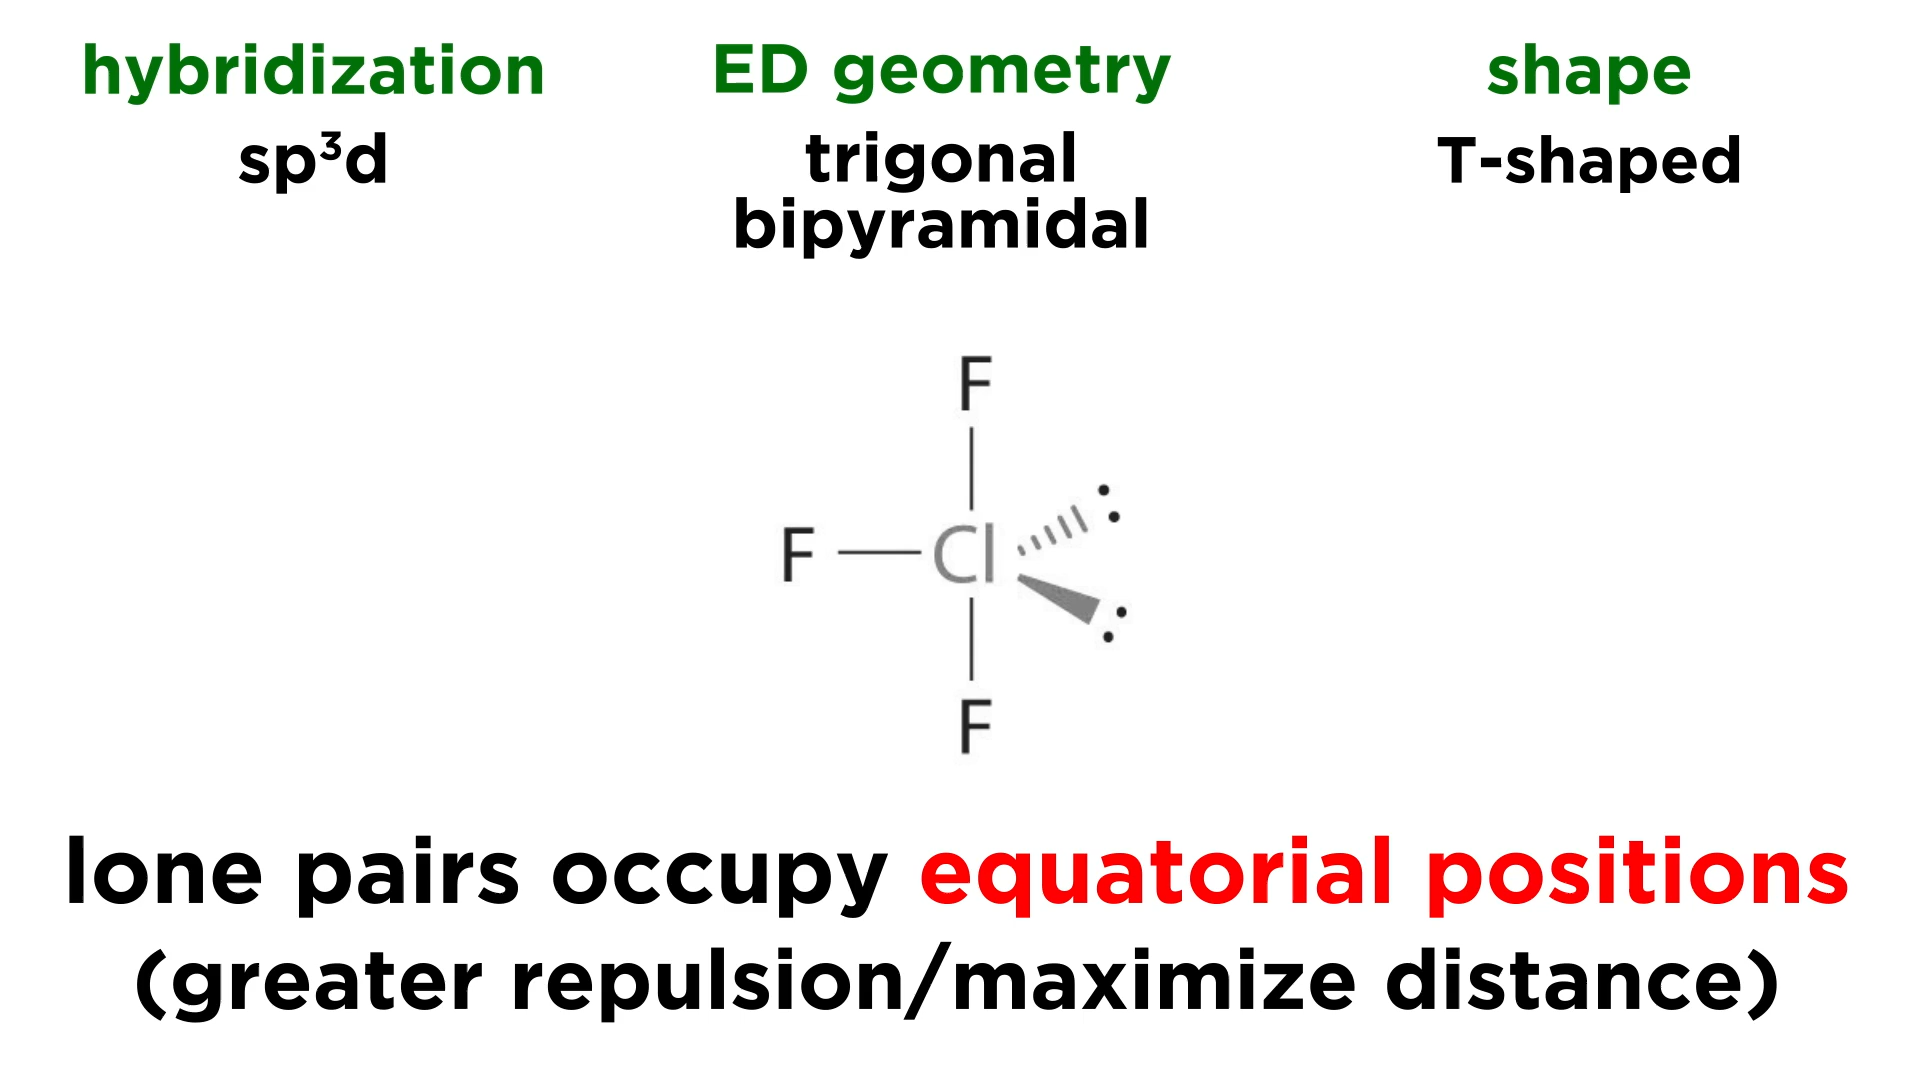 hybridization ED geometry shape
sp³d trigonal T-shaped
bipyramidal
F
F Cl
F
lone pairs occupy equatorial positions
(greater repulsion/maximize distance)